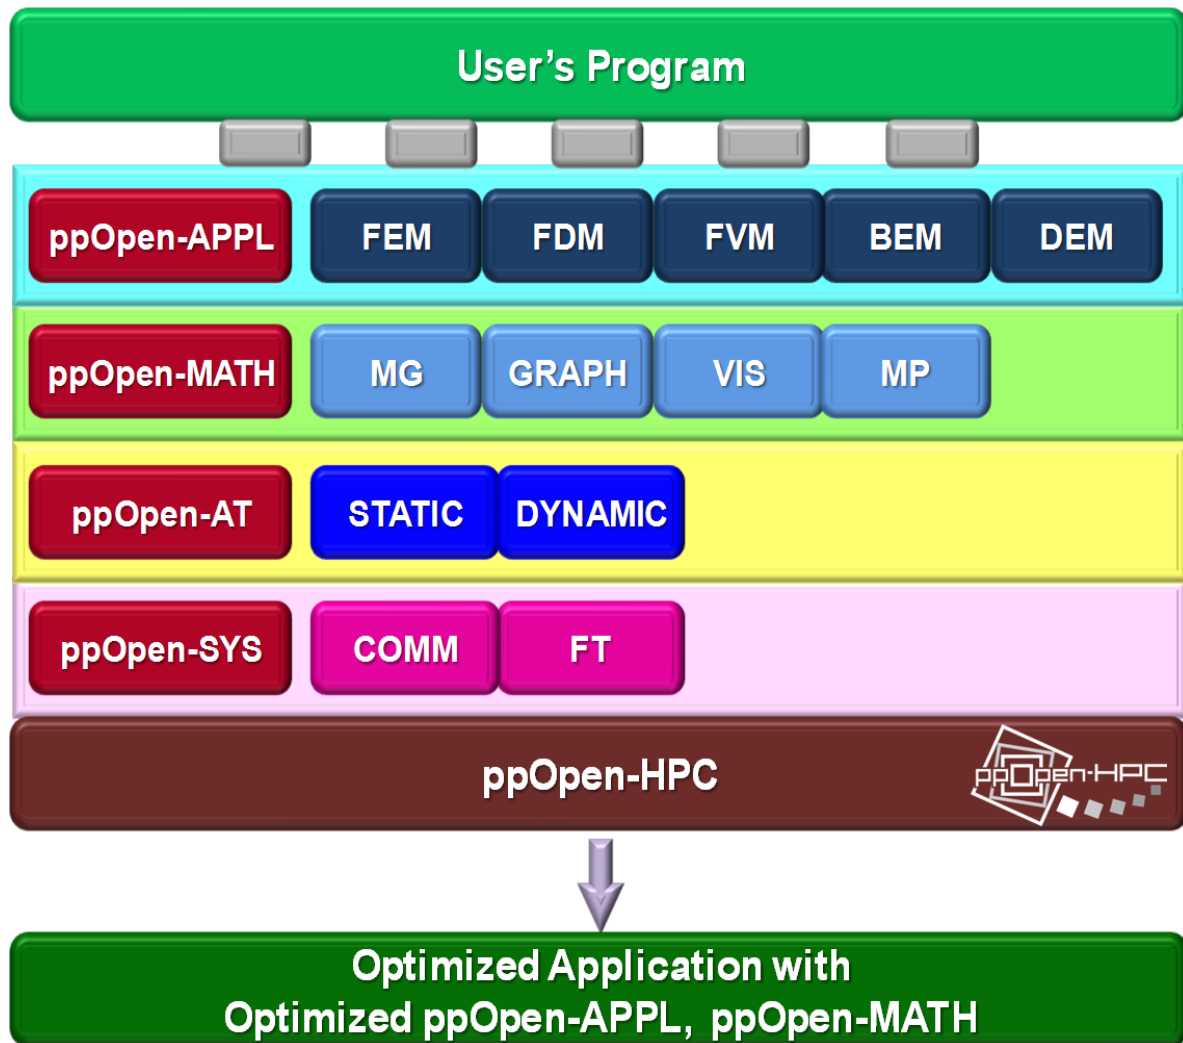 User's Program
ppOpen-APPL FEM FDM FVM BEM DEM
ppOpen-MATH MG GRAPH VIS MP
ppOpen-AT STATIC DYNAMIC
ppOpen-SYS COMM FT
ppOpen-HPC ppOpen-HPC
Optimized Application with
Optimized ppOpen-APPL, ppOpen-MATH